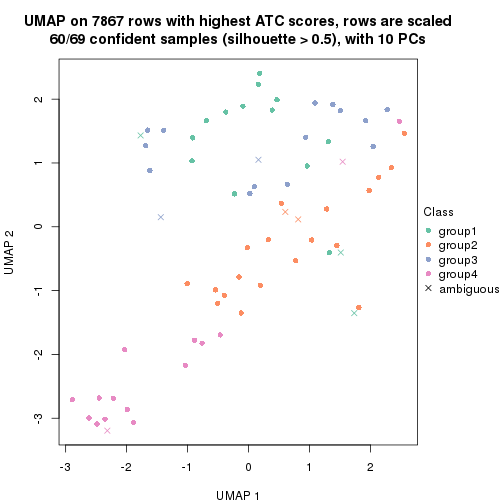 UMAP on 7867 rows with highest ATC scores, rows are scaled
60/69 confident samples (silhouette > 0.5), with 10 PCs
UMAP 2
2
1
0
-1
-2
-3
-3
-2
-1
0
1
2
UMAP 1
Class
group1
group2
group3
group4
ambiguous